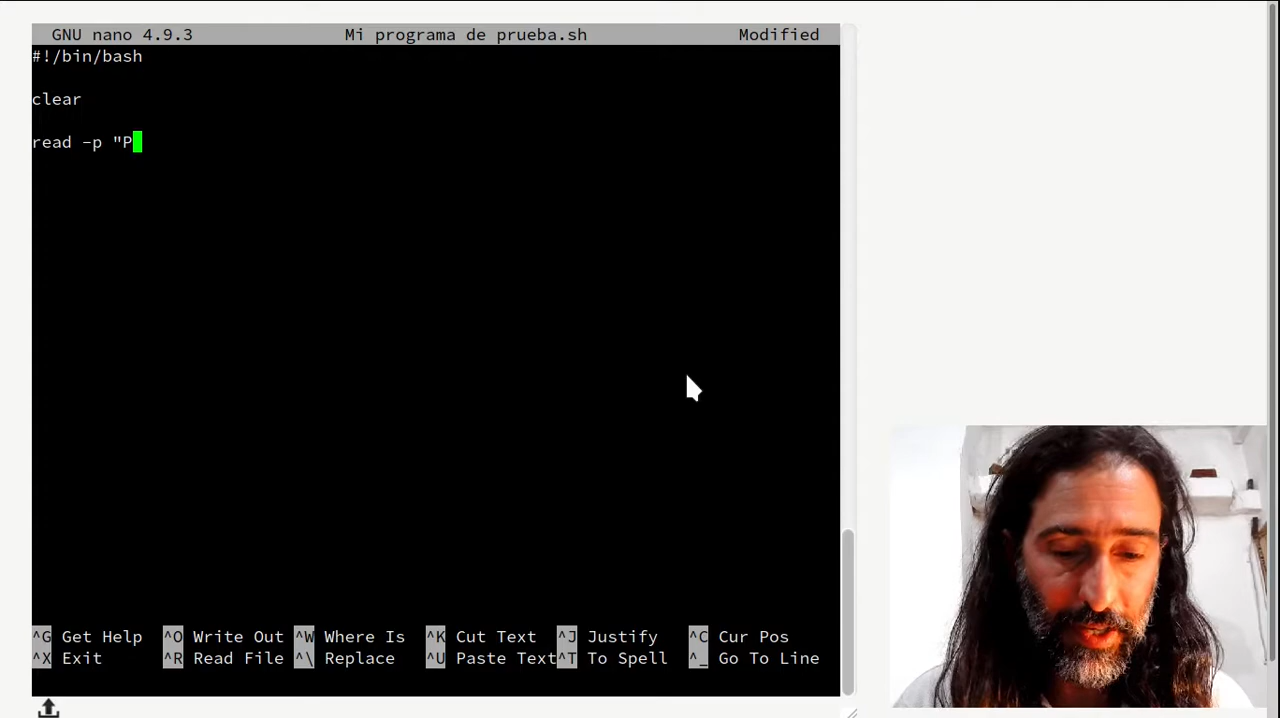 GNU nano 4.9.3 Mi programa de prueba.sh Modified
#!/bin/bash
clear
read -p "P
^G Get Help ^O Write Out ^W Where Is ^K Cut Text ^J Justify ^C Cur Pos
^X Exit ^R Read File ^\ Replace ^U Paste Text ^T To Spell ^_ Go To Line